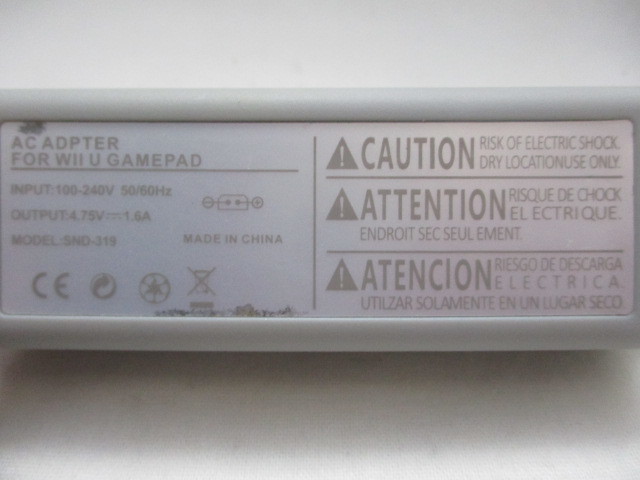 AC ADPTER
FOR WII U GAMEPAD
INPUT:100-240V 50/60Hz
OUTPUT:4.75V⎓1.6A
MODEL:SND-319
MADE IN CHINA
CE
CAUTION RISK OF ELECTRIC SHOCK.
DRY LOCATIONUSE ONLY.
ATTENTION RISQUE DE CHOCK
EL ECTRIQUE.
ENDROIT SEC SEUL EMENT.
ATENCION RIESGO DE DESCARGA
ELECTRICA
UTILZAR SOLAMENTE EN UN LUGAR SECO.